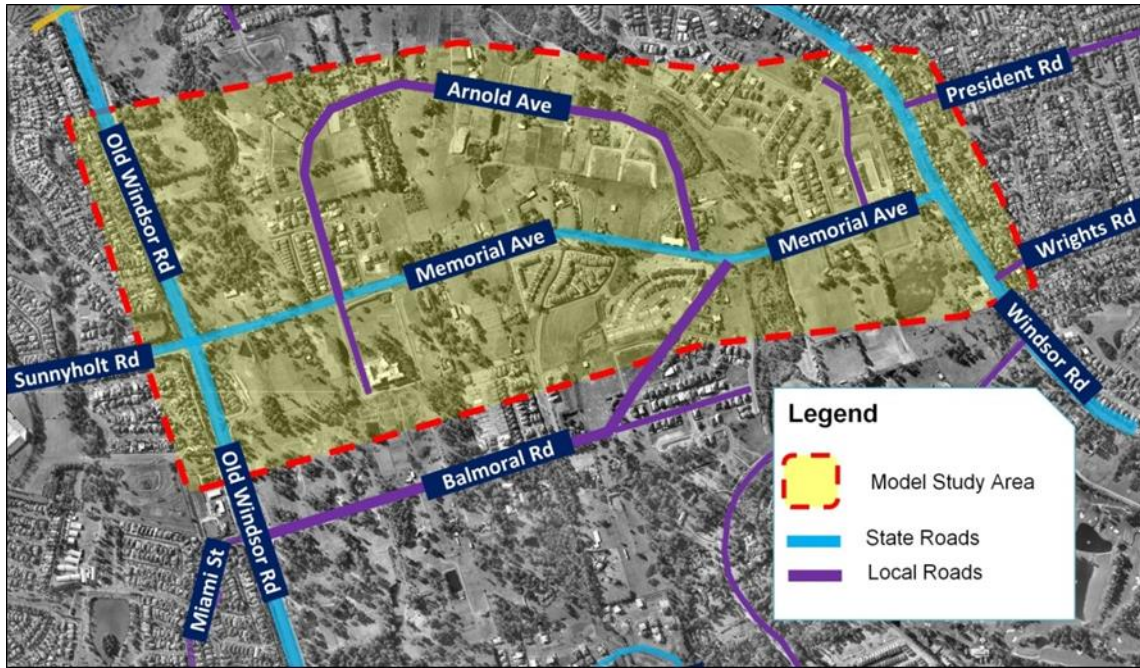 Arnold Ave
President Rd
Old Windsor Rd
Memorial Ave
Memorial Ave
Wrights Rd
Sunnyholt Rd
Windsor Rd
Old Windsor Rd
Balmoral Rd
Miami St
Legend
Model Study Area
State Roads
Local Roads